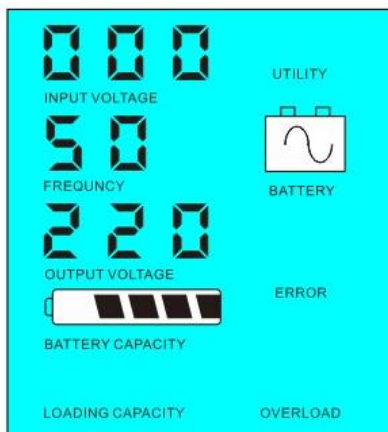 000
UTILITY
INPUT VOLTAGE
50
FREQUNCY
BATTERY
220
OUTPUT VOLTAGE
ERROR
BATTERY CAPACITY
LOADING CAPACITY
OVERLOAD